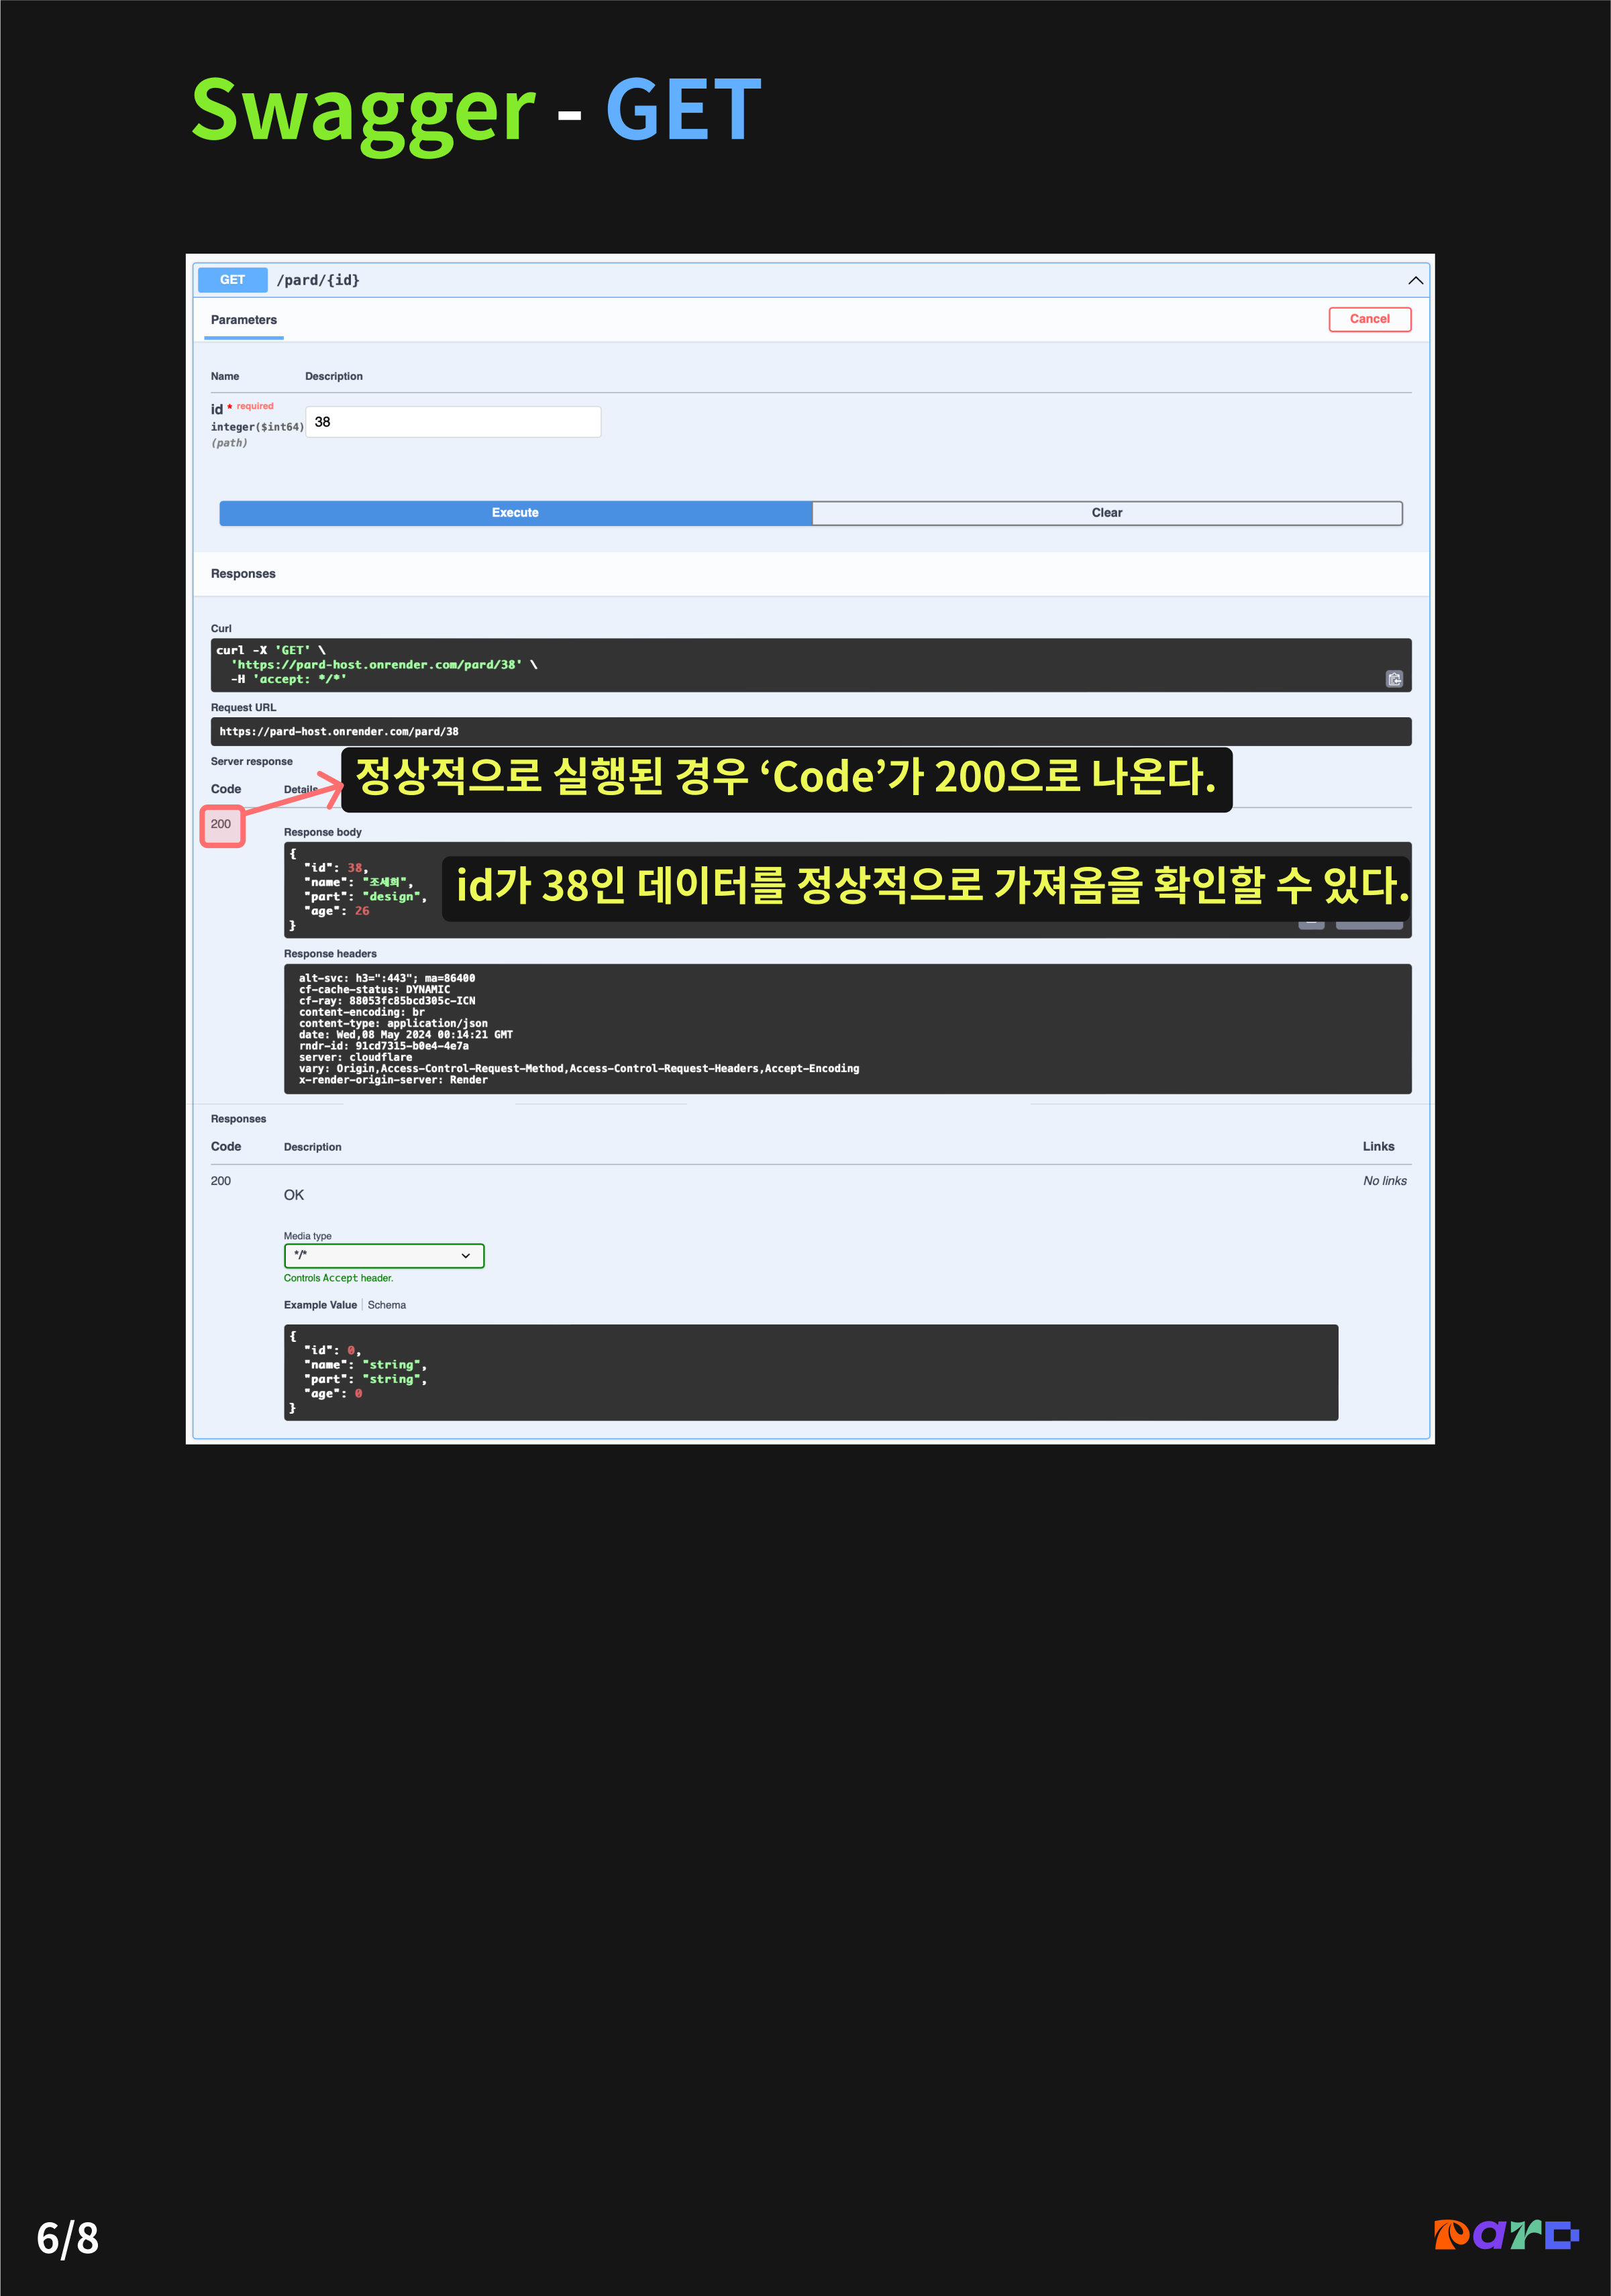 Swagger - GET
GET /pard/{id}
Parameters
Cancel
Name Description
id * required
integer($int64)
(path)
38
Execute Clear
Responses
Curl
curl -X 'GET' \
'https://pard-host.onrender.com/pard/38' \
-H 'accept: */*'
Request URL
https://pard-host.onrender.com/pard/38
Server response
정상적으로 실행된 경우 ‘Code’가 200으로 나온다.
Code Details
200
Response body
{
"id": 38,
"name": "조세희",
"part": "design",
"age": 26
}
id가 38인 데이터를 정상적으로 가져옴을 확인할 수 있다.
Response headers
alt-svc: h3=":443"; ma=86400
cf-cache-status: DYNAMIC
cf-ray: 88053fc85bcd305c-ICN
content-encoding: br
content-type: application/json
date: Wed,08 May 2024 00:14:21 GMT
rndr-id: 91cd7315-b0e4-4e7a
server: cloudflare
vary: Origin,Access-Control-Request-Method,Access-Control-Request-Headers,Accept-Encoding
x-render-origin-server: Render
Responses
Code Description Links
200 No links
OK
Media type
*/*
Controls Accept header.
Example Value Schema
{
"id": 0,
"name": "string",
"part": "string",
"age": 0
}
6/8
pard